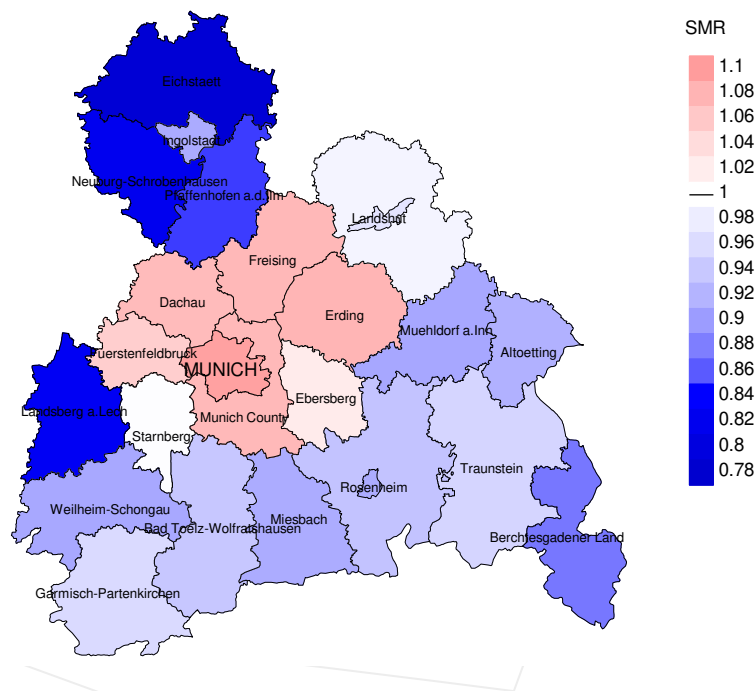 SMR
1.1
1.08
1.06
1.04
1.02
1
0.98
0.96
0.94
0.92
0.9
0.88
0.86
0.84
0.82
0.8
0.78
Eichstaett
Ingolstadt
Neuburg-Schrobenhausen
Pfaffenhofen a.d.Ilm
Landshut
Freising
Dachau
Erding
Muehldorf a.Inn
Altoetting
Fuerstenfeldbruck
MUNICH
Ebersberg
Landsberg a.Lech
Munich County
Starnberg
Traunstein
Rosenheim
Weilheim-Schongau
Miesbach
Bad Toelz-Wolfratshausen
Berchtesgadener Land
Garmisch-Partenkirchen